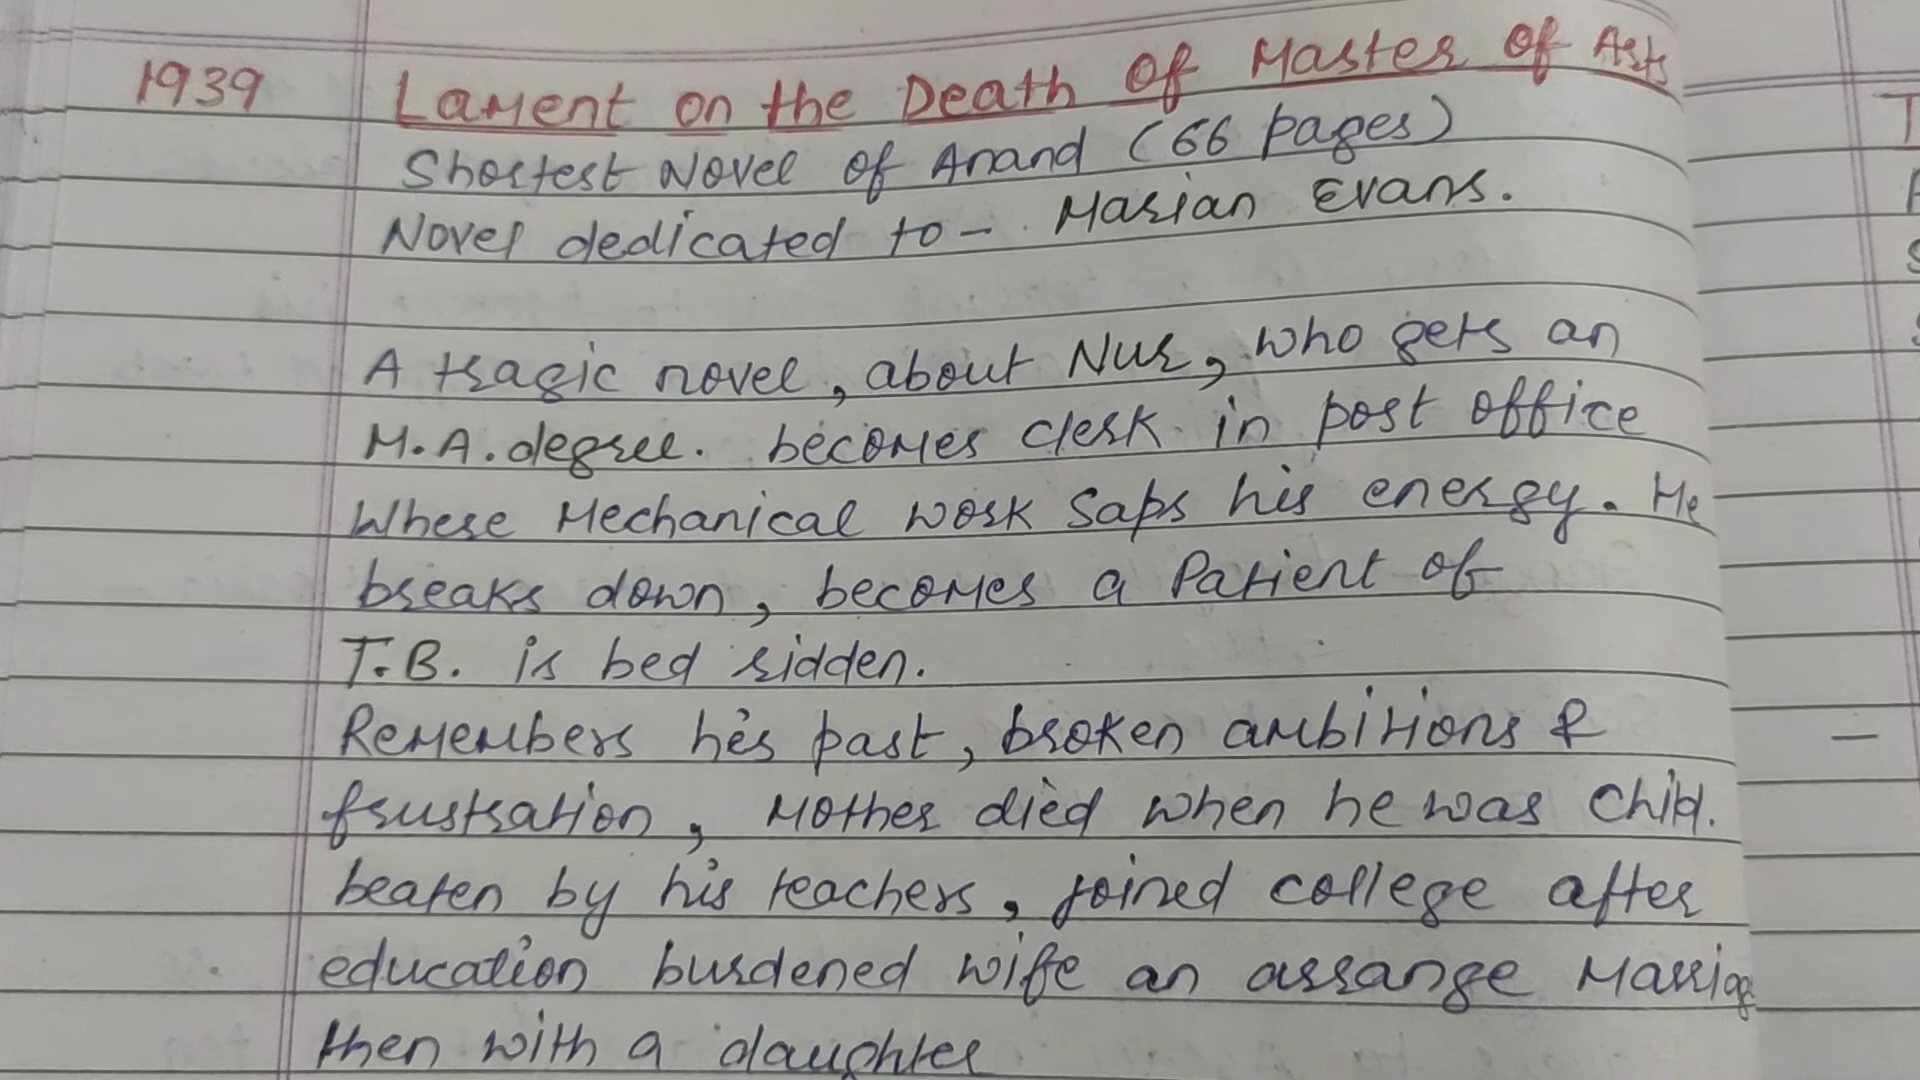 1939 Lament on the Death of Master of Arts
Shortest Novel of Anand (66 pages)
Novel dedicated to - Marian Evans.
A tragic novel, about Nur, who gets an
M.A. degree. becomes clerk in post office
Where Mechanical work saps his energy. He
breaks down, becomes a Patient of
T.B. is bed ridden.
Remembers his past, broken ambitions &
frustration, Mother died when he was child.
beaten by his teachers, joined college after
education burdened wife an arrange Marriage
then with a daughter